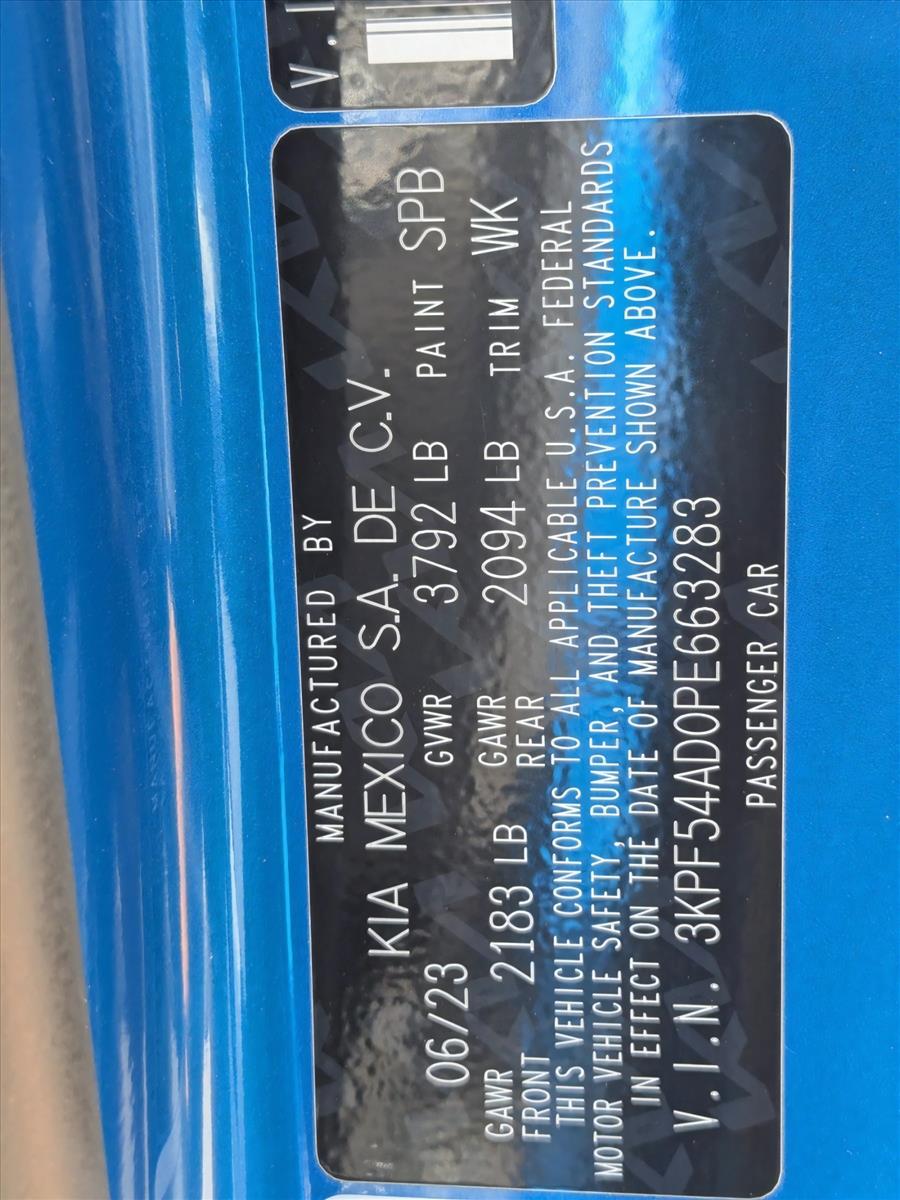 V.I
MANUFACTURED BY
KIA MEXICO S.A. DE C.V.
06/23 GVWR 3792 LB PAINT SPB
GAWR FRONT 2183 LB GAWR REAR 2094 LB TRIM WK
THIS VEHICLE CONFORMS TO ALL APPLICABLE U.S.A. FEDERAL
MOTOR VEHICLE SAFETY, BUMPER, AND THEFT PREVENTION STANDARDS
IN EFFECT ON THE DATE OF MANUFACTURE SHOWN ABOVE.
V.I.N. 3KPF54AD0PE663283
PASSENGER CAR